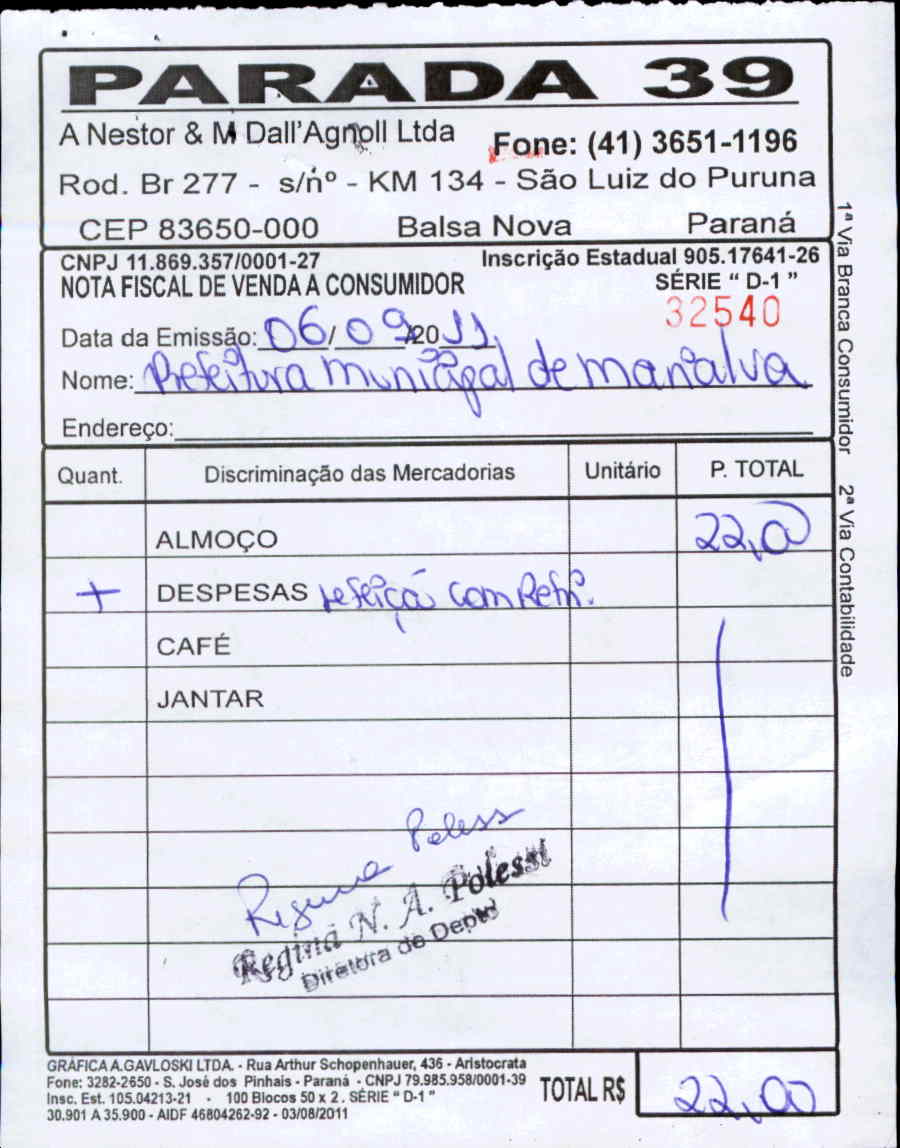 PARADA 39
A Nestor & M Dall'Agnoll Ltda Fone: (41) 3651-1196
Rod. Br 277 - s/nº - KM 134 - São Luiz do Puruna
CEP 83650-000 Balsa Nova Paraná
CNPJ 11.869.357/0001-27 Inscrição Estadual 905.17641-26
NOTA FISCAL DE VENDA A CONSUMIDOR SÉRIE “ D-1 ”
32540
Data da Emissão: 06/09/2011
Nome: Prefeitura municipal de marialva
Endereço:
Quant. Discriminação das Mercadorias Unitário P. TOTAL
ALMOÇO 22,00
+ DESPESAS refeiçã com Refri.
CAFÉ
JANTAR
Regina Polessi
Regina N. A. Polessi
Diretora de Depto
GRÁFICA A.GAVLOSKI LTDA. - Rua Arthur Schopenhauer, 436 - Aristocrata
Fone: 3282-2650 - S. José dos Pinhais - Paraná - CNPJ 79.985.958/0001-39
Insc. Est. 105.04213-21 - 100 Blocos 50 x 2 . SÉRIE “ D-1 ”
30.901 A 35.900 - AIDF 46804262-92 - 03/08/2011
TOTAL R$ 22,00
1ª Via Branca Consumidor 2ª Via Contabilidade